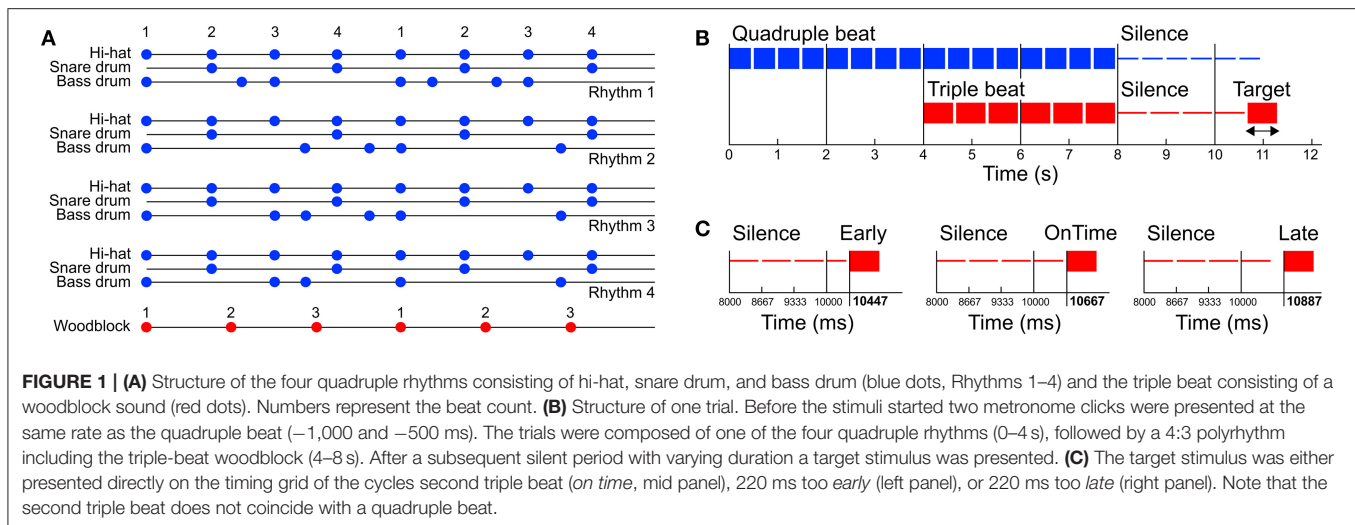 A
1 2 3 4 1 2 3 4
Hi-hat
Snare drum
Bass drum
Rhythm 1
Hi-hat
Snare drum
Bass drum
Rhythm 2
Hi-hat
Snare drum
Bass drum
Rhythm 3
Hi-hat
Snare drum
Bass drum
Rhythm 4
1 2 3 1 2 3
Woodblock
B
Quadruple beat Silence
Triple beat Silence Target
0 1 2 3 4 5 6 7 8 9 10 11 12
Time (s)
C
Silence Early
8000 8667 9333 10000 10447
Time (ms)
Silence OnTime
8000 8667 9333 10000 10667
Time (ms)
Silence Late
8000 8667 9333 10000 10887
Time (ms)
FIGURE 1 | (A) Structure of the four quadruple rhythms consisting of hi-hat, snare drum, and bass drum (blue dots, Rhythms 1–4) and the triple beat consisting of a
woodblock sound (red dots). Numbers represent the beat count. (B) Structure of one trial. Before the stimuli started two metronome clicks were presented at the
same rate as the quadruple beat (−1,000 and −500 ms). The trials were composed of one of the four quadruple rhythms (0–4 s), followed by a 4:3 polyrhythm
including the triple-beat woodblock (4–8 s). After a subsequent silent period with varying duration a target stimulus was presented. (C) The target stimulus was either
presented directly on the timing grid of the cycles second triple beat (on time, mid panel), 220 ms too early (left panel), or 220 ms too late (right panel). Note that the
second triple beat does not coincide with a quadruple beat.